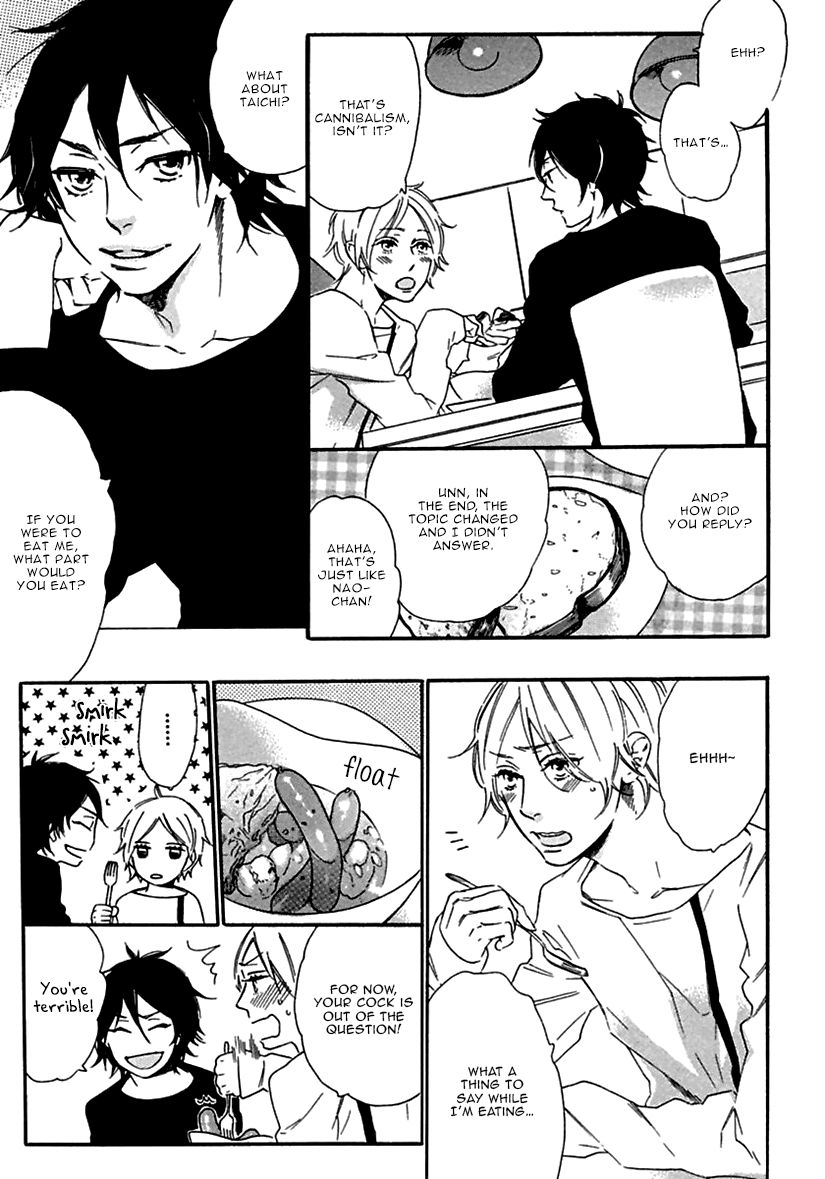 EHH?
THAT'S...
THAT'S
CANNIBALISM,
ISN'T IT?
WHAT
ABOUT
TAICHI?
AND?
HOW DID
YOU REPLY?
UNN, IN
THE END, THE
TOPIC CHANGED
AND I DIDN'T
ANSWER.
AHAHA,
THAT'S
JUST LIKE
NAO-
CHAN!
IF YOU
WERE TO
EAT ME,
WHAT PART
WOULD
YOU EAT?
EHHH~
WHAT A
THING TO
SAY WHILE
I'M EATING...
float
........
Smirk
Smirk
FOR NOW,
YOUR COCK IS
OUT OF THE
QUESTION!
You're
terrible!